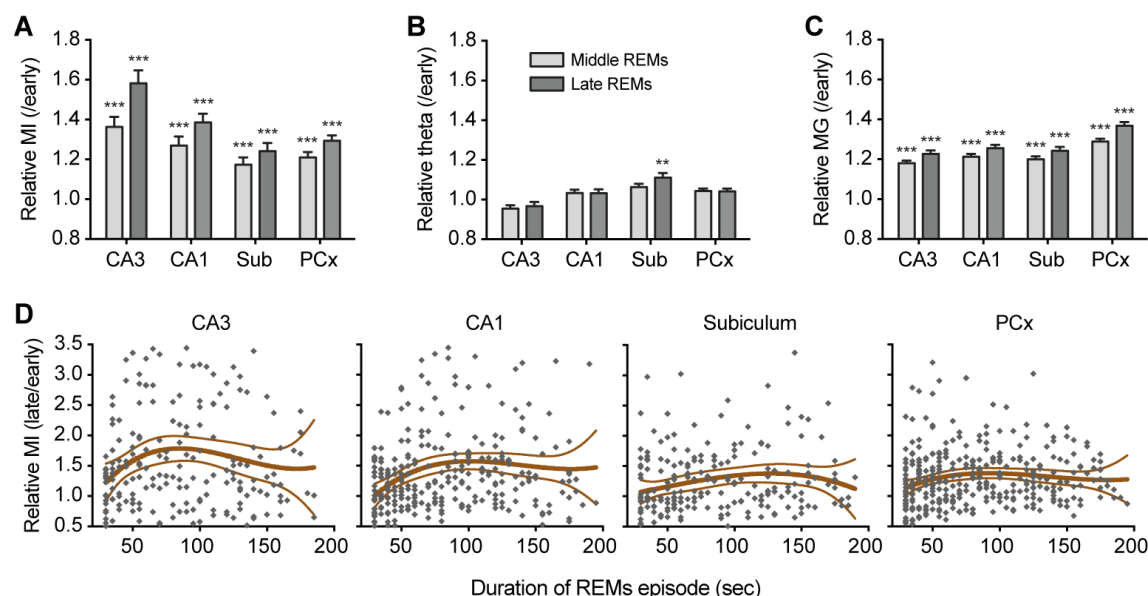 A
Relative MI (/early)
1.8
1.6
1.4
1.2
1.0
0.8
*** ***
*** ***
*** ***
*** ***
CA3 CA1 Sub PCx
B
Relative theta (/early)
1.8
1.6
1.4
1.2
1.0
0.8
Middle REMs
Late REMs
**
CA3 CA1 Sub PCx
C
Relative MG (/early)
1.8
1.6
1.4
1.2
1.0
0.8
*** ***
*** ***
*** ***
*** ***
CA3 CA1 Sub PCx
D
Relative MI (late/early)
3.5
3.0
2.5
2.0
1.5
1.0
0.5
CA3
50 100 150 200
CA1
50 100 150 200
Subiculum
50 100 150 200
PCx
50 100 150 200
Duration of REMs episode (sec)